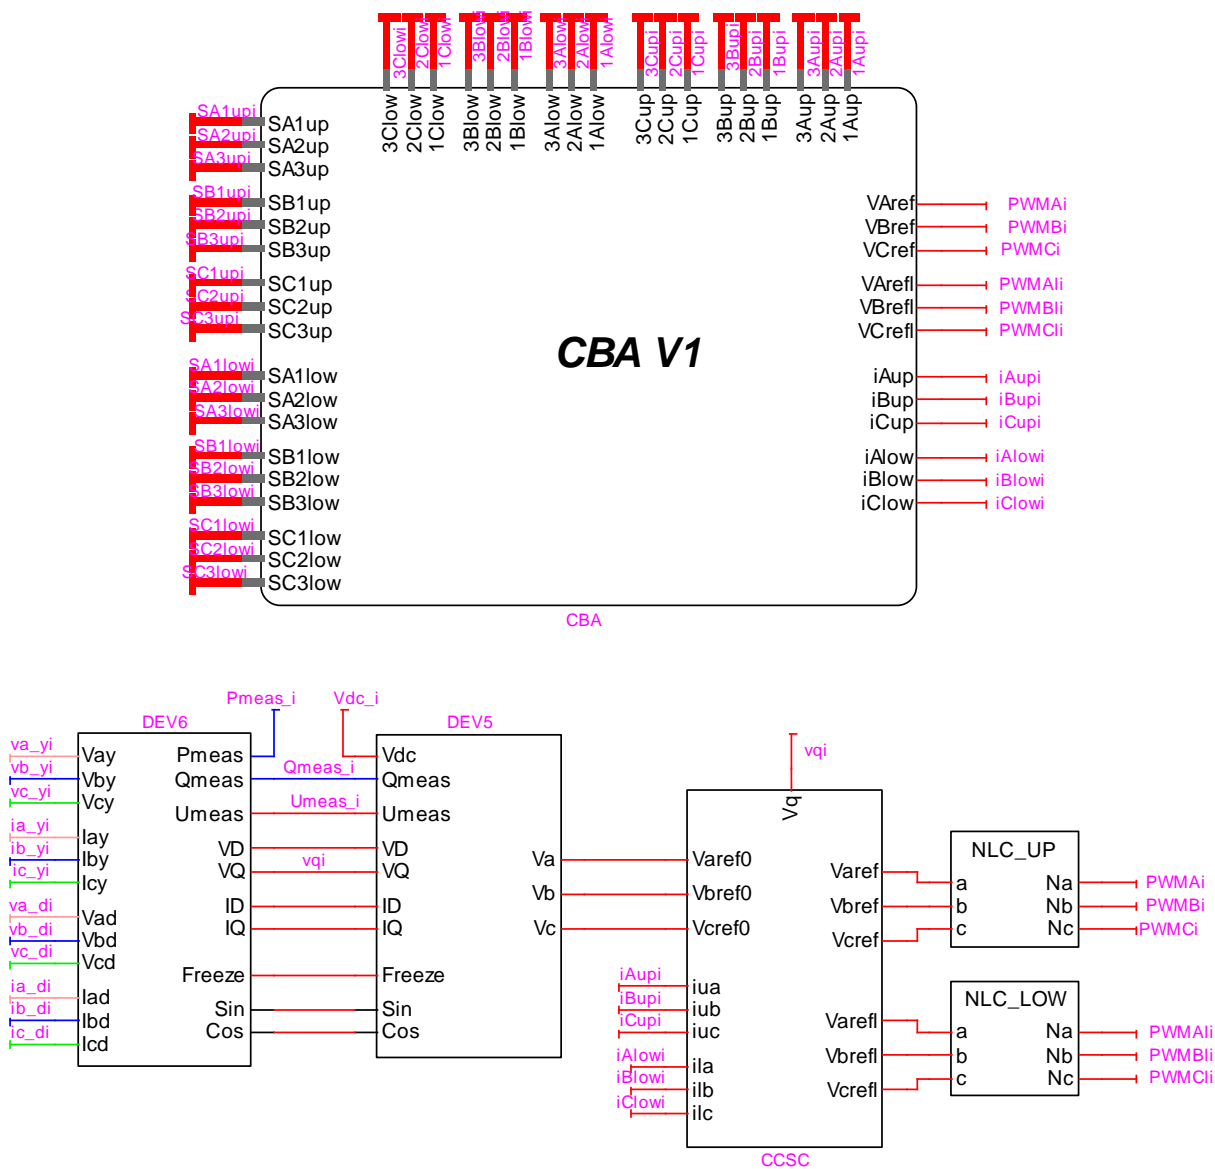 3Clowi
2Clowi
1Clowi
3Blowi
2Blowi
1Blowi
3Alowi
2Alowi
1Alowi
3Cupi
2Cupi
1Cupi
3Bupi
2Bupi
1Bupi
3Aupi
2Aupi
1Aupi
3Clow
2Clow
1Clow
3Blow
2Blow
1Blow
3Alow
2Alow
1Alow
3Cup
2Cup
1Cup
3Bup
2Bup
1Bup
3Aup
2Aup
1Aup
SA1upi SA1up
SA2upi SA2up
SA3upi SA3up
SB1upi SB1up
SB2upi SB2up
SB3upi SB3up
SC1upi SC1up
SC2upi SC2up
SC3upi SC3up
SA1lowi SA1low
SA2lowi SA2low
SA3lowi SA3low
SB1lowi SB1low
SB2lowi SB2low
SB3lowi SB3low
SC1lowi SC1low
SC2lowi SC2low
SC3lowi SC3low
CBA V1
VAref PWMAi
VBref PWMBi
VCref PWMCi
VArefl PWMAli
VBrefl PWMBli
VCrefl PWMCli
iAup iAupi
iBup iBupi
iCup iCupi
iAlow iAlowi
iBlow iBlowi
iClow iClowi
CBA
Pmeas_i
Vdc_i
DEV6
va_yi Vay
vb_yi Vby
vc_yi Vcy
ia_yi Iay
ib_yi Iby
ic_yi Icy
va_di Vad
vb_di Vbd
vc_di Vcd
ia_di Iad
ib_di Ibd
ic_di Icd
Pmeas
Qmeas
Umeas
VD
VQ
ID
IQ
Freeze
Sin
Cos
Qmeas_i
Umeas_i
vqi
DEV5
Vdc
Qmeas
Umeas
VD
VQ
ID
IQ
Freeze
Sin
Cos
Va
Vb
Vc
vqi
Vq
Varef0
Vbref0
Vcref0
iAupi iua
iBupi iub
iCupi iuc
iAlowi ila
iBlowi ilb
iClowi ilc
Varef
Vbref
Vcref
Varefl
Vbrefl
Vcrefl
CCSC
NLC_UP
a Na PWMAi
b Nb PWMBi
c Nc PWMCi
NLC_LOW
a Na PWMAli
b Nb PWMBli
c Nc PWMCli